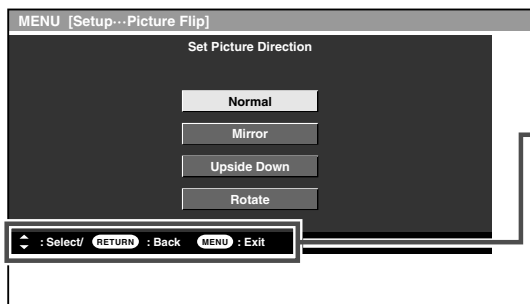 MENU [Setup···Picture Flip]
Set Picture Direction
Normal
Mirror
Upside Down
Rotate
: Select/ RETURN : Back MENU : Exit